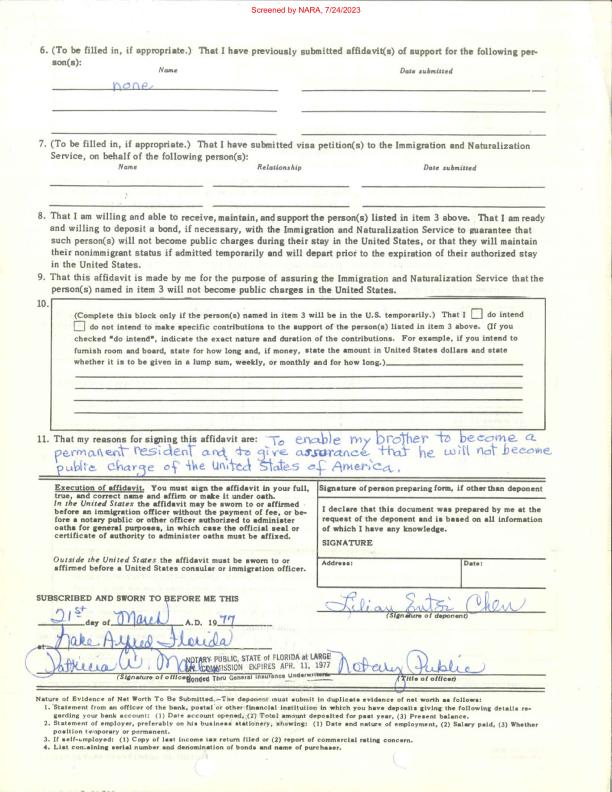 Screened by NARA, 7/24/2023
6. (To be filled in, if appropriate.) That I have previously submitted affidavit(s) of support for the following per-
son(s):
Name Date submitted
none
7. (To be filled in, if appropriate.) That I have submitted visa petition(s) to the Immigration and Naturalization
Service, on behalf of the following person(s):
Name Relationship Date submitted
8. That I am willing and able to receive, maintain, and support the person(s) listed in item 3 above. That I am ready
and willing to deposit a bond, if necessary, with the Immigration and Naturalization Service to guarantee that
such person(s) will not become public charges during their stay in the United States, or that they will maintain
their nonimmigrant status if admitted temporarily and will depart prior to the expiration of their authorized stay
in the United States.
9. That this affidavit is made by me for the purpose of assuring the Immigration and Naturalization Service that the
person(s) named in item 3 will not become public charges in the United States.
10.
(Complete this block only if the person(s) named in item 3 will be in the U.S. temporarily.) That I do intend
do not intend to make specific contributions to the support of the person(s) listed in item 3 above. (If you
checked "do intend", indicate the exact nature and duration of the contributions. For example, if you intend to
furnish room and board, state for how long and, if money, state the amount in United States dollars and state
whether it is to be given in a lump sum, weekly, or monthly and for how long.)
11. That my reasons for signing this affidavit are: To enable my brother to become a
permanent resident and to give assurance that he will not become
public charge of the United States of America.
Execution of affidavit. You must sign the affidavit in your full,
true, and correct name and affirm or make it under oath.
In the United States the affidavit may be sworn to or affirmed
before an immigration officer without the payment of fee, or be-
fore a notary public or other officer authorized to administer
oaths for general purposes, in which case the official seal or
certificate of authority to administer oaths must be affixed.
Outside the United States the affidavit must be sworn to or
affirmed before a United States consular or immigration officer.
Signature of person preparing form, if other than deponent
I declare that this document was prepared by me at the
request of the deponent and is based on all information
of which I have any knowledge.
SIGNATURE
Address: Date:
SUBSCRIBED AND SWORN TO BEFORE ME THIS
21st day of March A.D. 1977
Lilian Chen
(Signature of deponent)
at Lake Alfred Florida
Patricia W. Notary Public
NOTARY PUBLIC, STATE OF FLORIDA at LARGE
MY COMMISSION EXPIRES APR. 11, 1977
Bonded Thru General Insurance Underwriters
(Signature of officer) (Title of officer)
Nature of Evidence of Net Worth To Be Submitted.—The deponent must submit in duplicate evidence of net worth as follows:
1. Statement from an officer of the bank, postal or other financial institution in which you have deposits giving the following details re-
garding your bank account: (1) Date account opened, (2) Total amount deposited for past year, (3) Present balance.
2. Statement of employer, preferably on his business stationery, showing: (1) Date and nature of employment, (2) Salary paid, (3) Whether
position temporary or permanent.
3. If self-employed: (1) Copy of last income tax return filed or (2) report of commercial rating concern.
4. List containing serial number and denomination of bonds and name of purchaser.